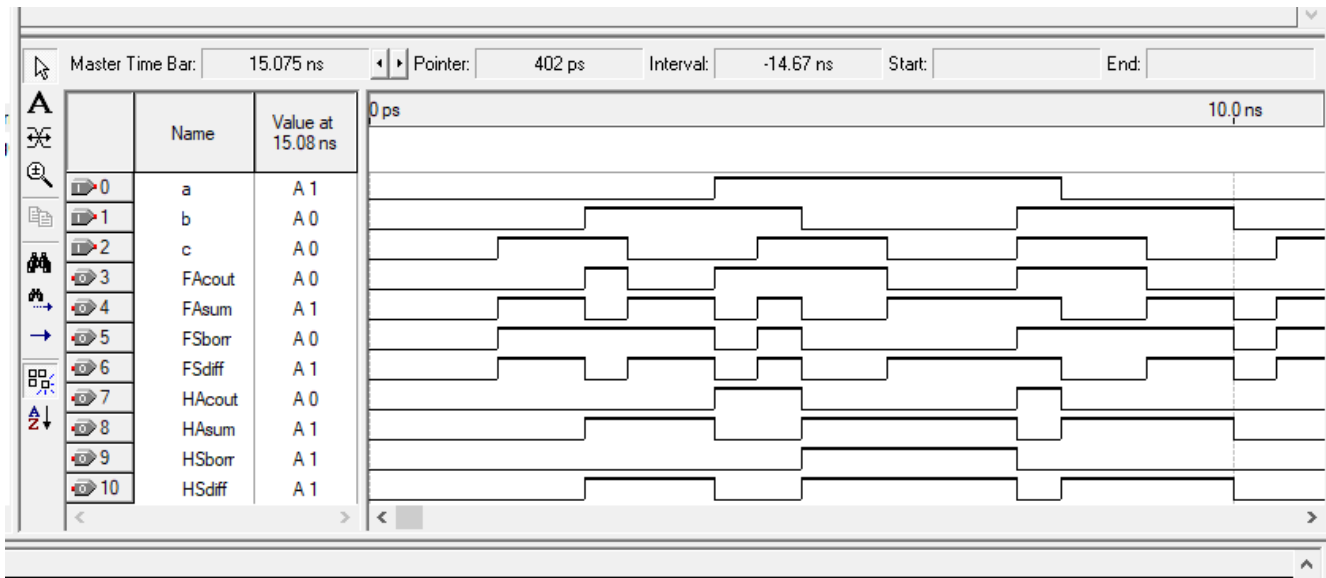 Master Time Bar: 15.075 ns Pointer: 402 ps Interval: -14.67 ns Start: End:
Name Value at 15.08 ns 0 ps 10.0 ns
0 a A 1
1 b A 0
2 c A 0
3 FAcout A 0
4 FAsum A 1
5 FSborr A 0
6 FSdiff A 1
7 HAcout A 0
8 HAsum A 1
9 HSborr A 1
10 HSdiff A 1